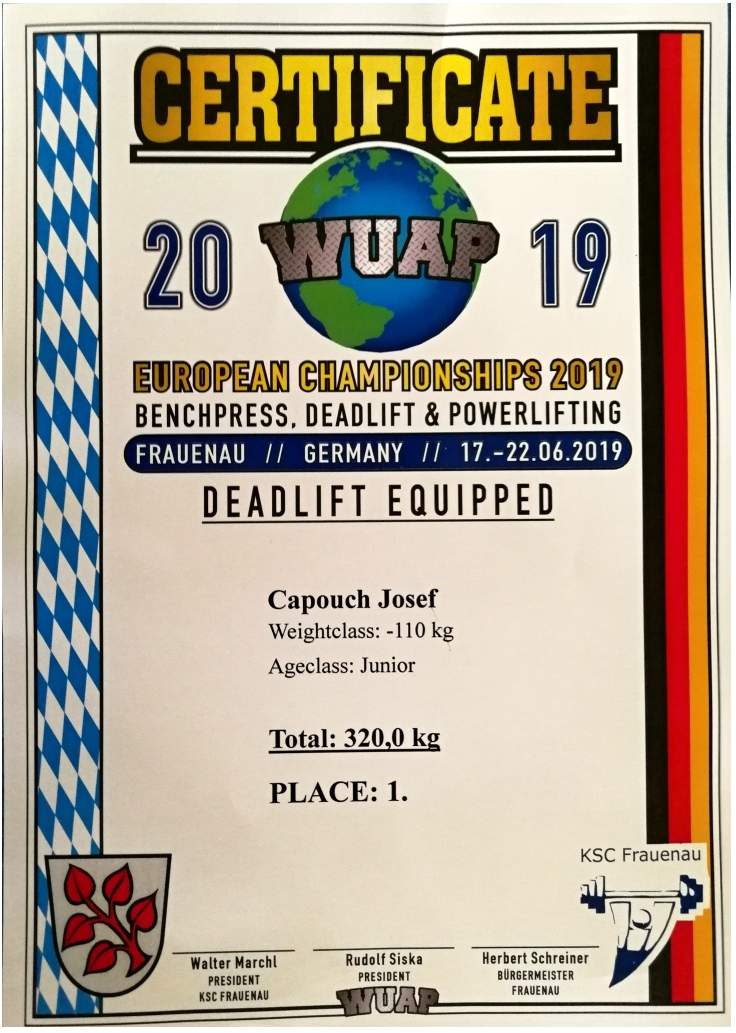 CERTIFICATE
20 WUAP 19
EUROPEAN CHAMPIONSHIPS 2019
BENCHPRESS, DEADLIFT & POWERLIFTING
FRAUENAU // GERMANY // 17.-22.06.2019
DEADLIFT EQUIPPED
Capouch Josef
Weightclass: -110 kg
Ageclass: Junior
Total: 320,0 kg
PLACE: 1.
KSC Frauenau
Walter Marchl
PRESIDENT
KSC FRAUENAU
Rudolf Siska
PRESIDENT
WUAP
Herbert Schreiner
BÜRGERMEISTER
FRAUENAU